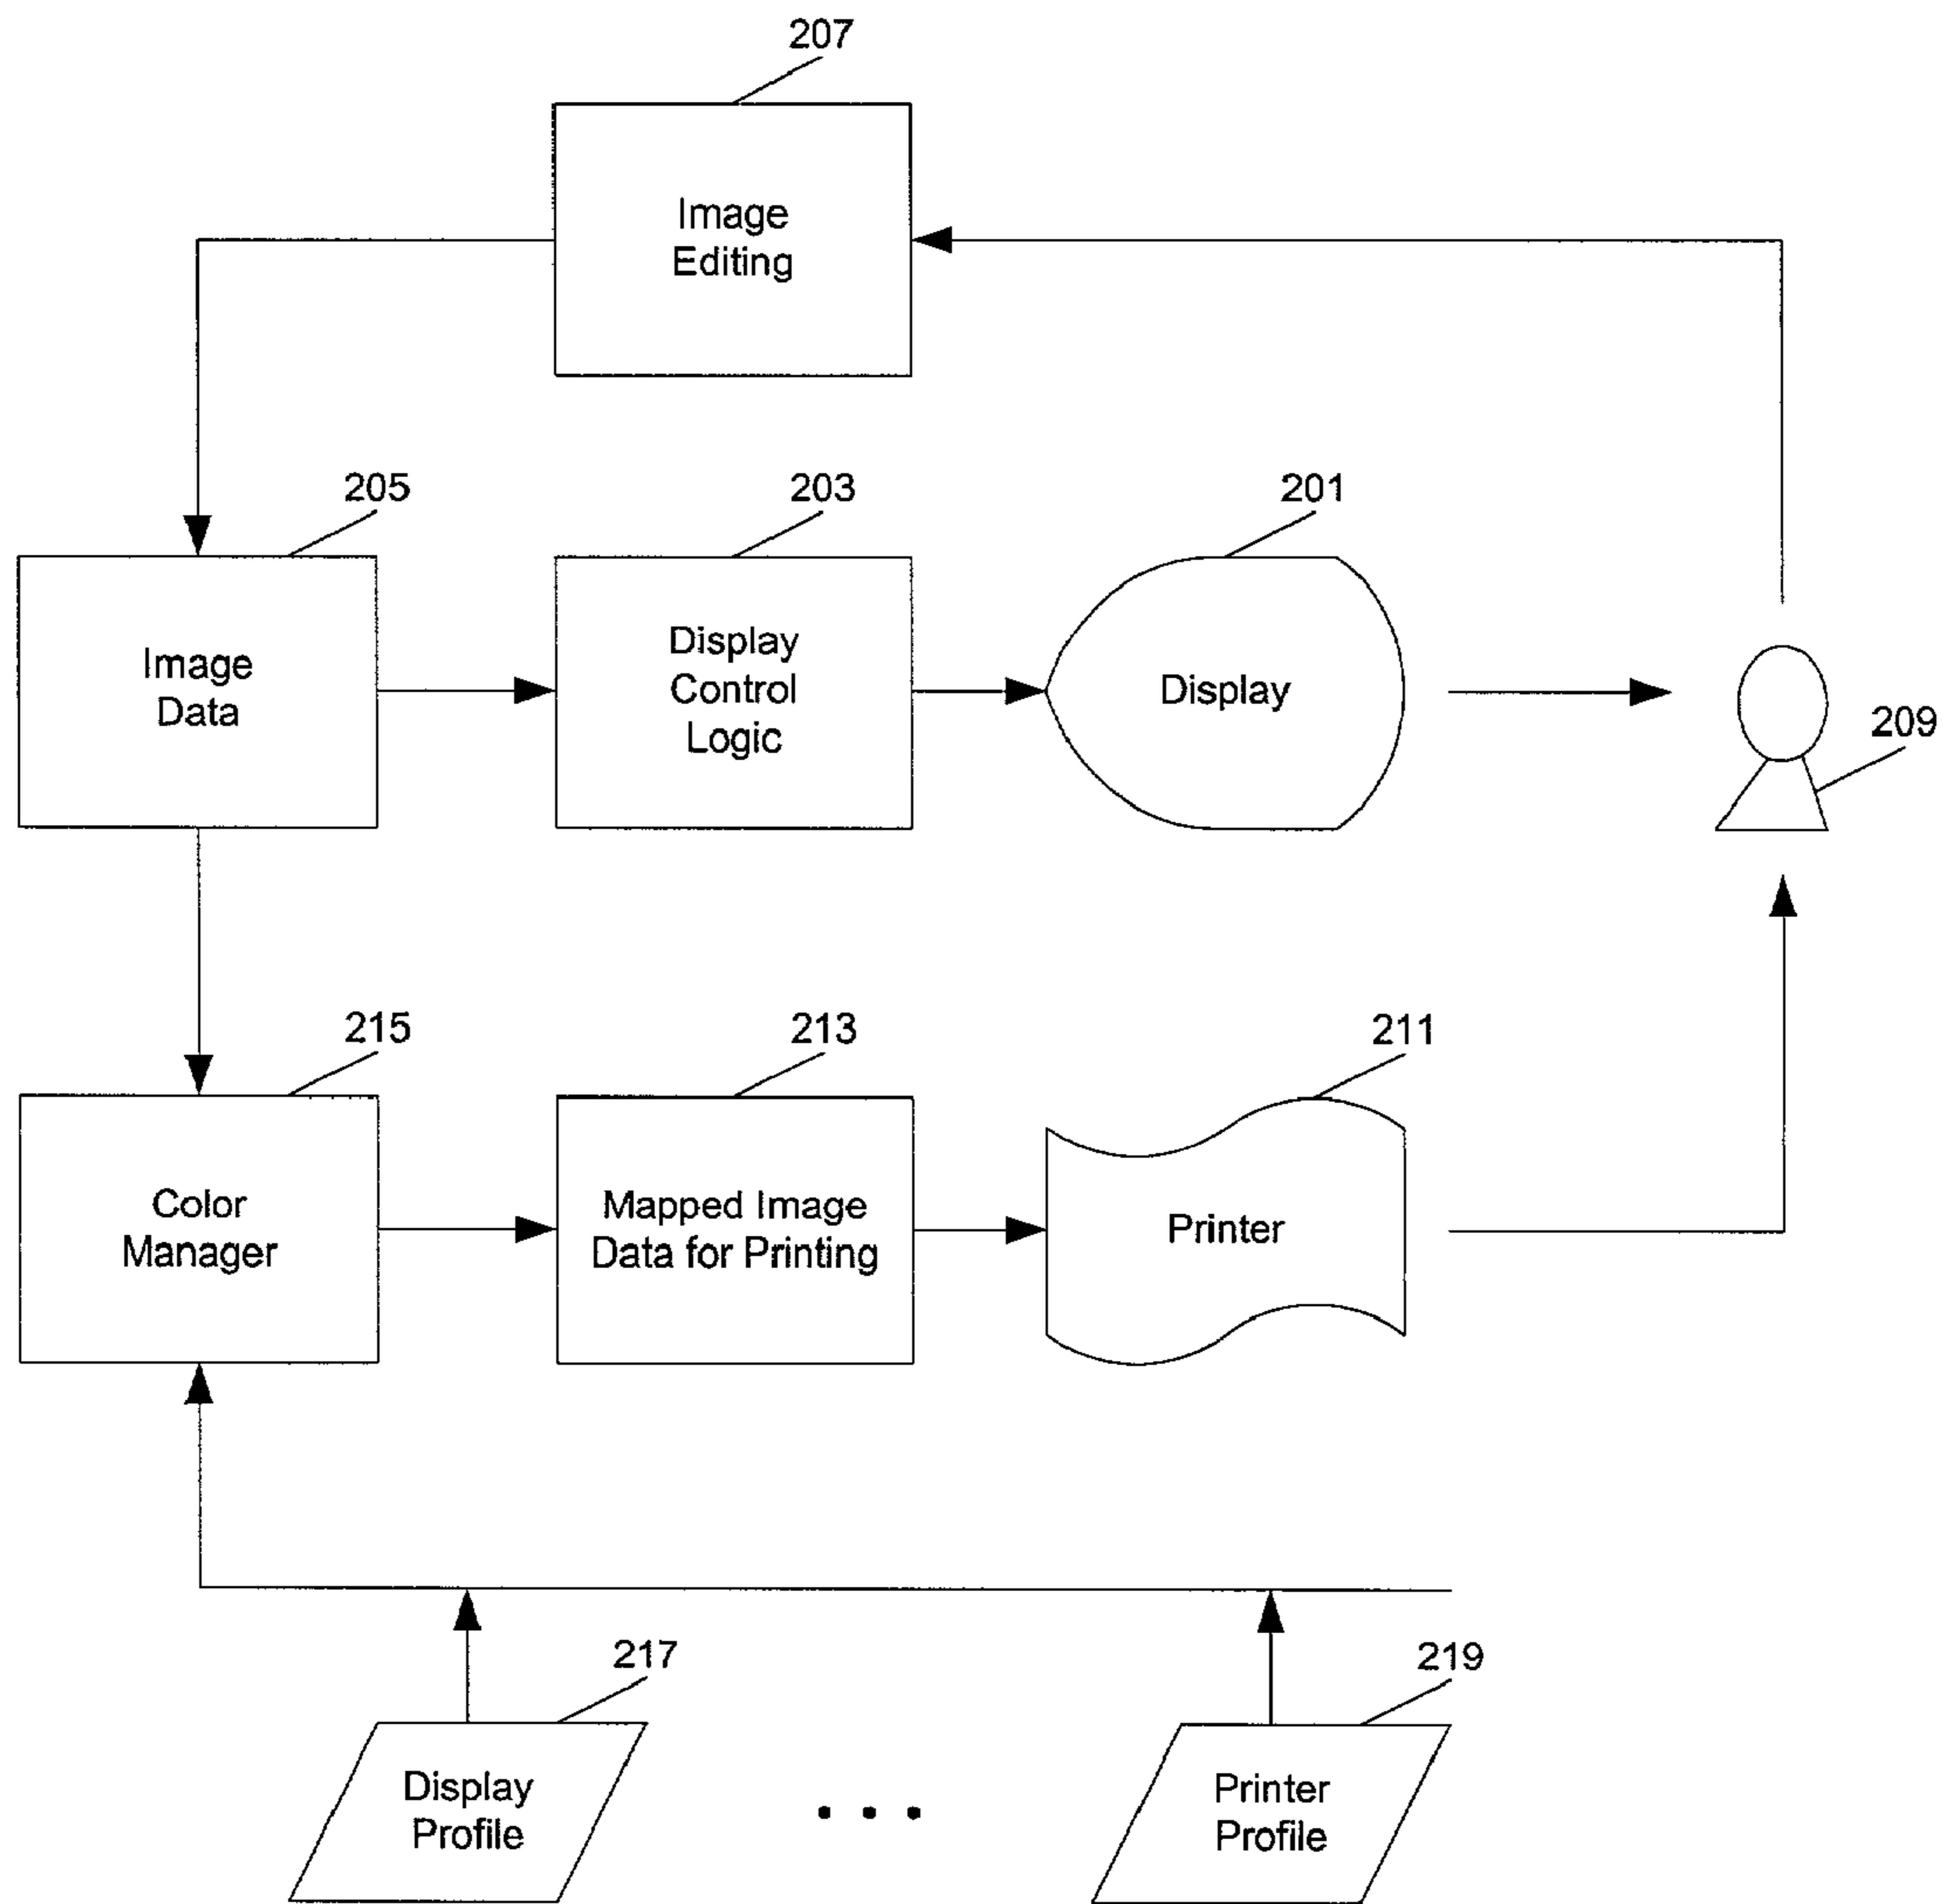 207
Image
Editing
205
203
201
Image
Data
Display
Control
Logic
Display
209
215
213
211
Color
Manager
Mapped Image
Data for Printing
Printer
217
219
Display
Profile
. . .
Printer
Profile